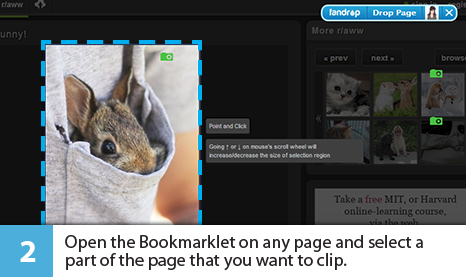 r/aww
fandrop Drop Page
unny!
More r/aww
« prev next » brows
Point and Click
Going ↑ or ↓ on mouse's scroll wheel will
increase/decrease the size of selection region
Take a free MIT, or Harvard
online-learning course,
via the web
2 Open the Bookmarklet on any page and select a
part of the page that you want to clip.